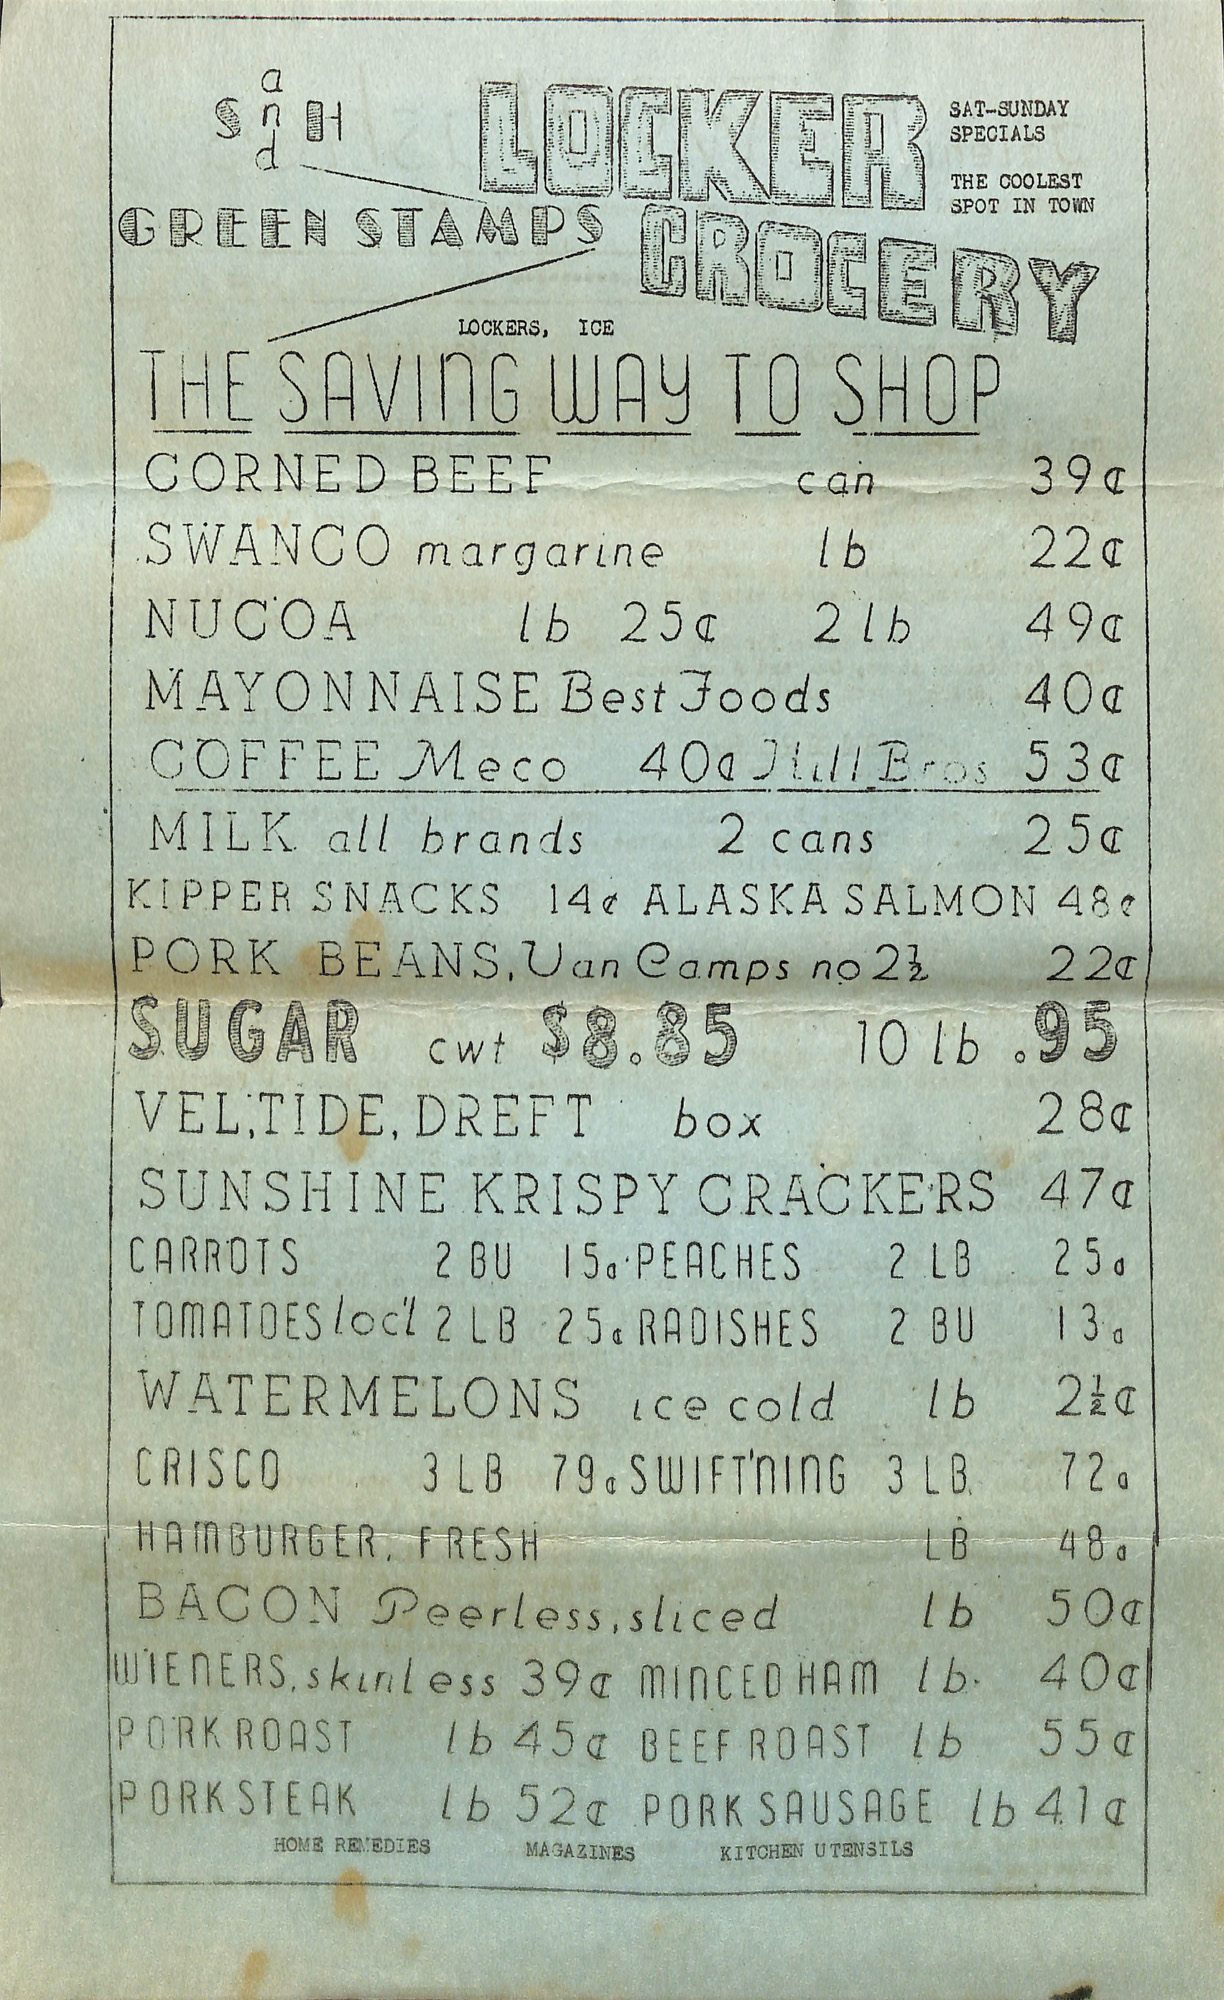 S and H
GREEN STAMPS
LOCKER
GROCERY
SAT-SUNDAY
SPECIALS
THE COOLEST
SPOT IN TOWN
LOCKERS, ICE
THE SAVING WAY TO SHOP
CORNED BEEF can 39¢
SWANCO margarine lb 22¢
NUCOA lb 25¢ 2 lb 49¢
MAYONNAISE Best Foods 40¢
COFFEE Meco 40¢ Hill Bros 53¢
MILK all brands 2 cans 25¢
KIPPER SNACKS 14¢ ALASKA SALMON 48¢
PORK BEANS, Van Camps no 2½ 22¢
SUGAR cwt $8.85 10 lb .95
VEL, TIDE, DREFT box 28¢
SUNSHINE KRISPY CRACKERS 47¢
CARROTS 2 BU 15¢ PEACHES 2 LB 25¢
TOMATOES loc'l 2 LB 25¢ RADISHES 2 BU 13¢
WATERMELONS ice cold lb 2½¢
CRISCO 3 LB 79¢ SWIFT'NING 3 LB 72¢
HAMBURGER, FRESH LB 48¢
BACON Peerless, sliced lb 50¢
WIENERS, skinless 39¢ MINCED HAM lb. 40¢
PORK ROAST lb 45¢ BEEF ROAST lb 55¢
PORK STEAK lb 52¢ PORK SAUSAGE lb 41¢
HOME REMEDIES MAGAZINES KITCHEN UTENSILS